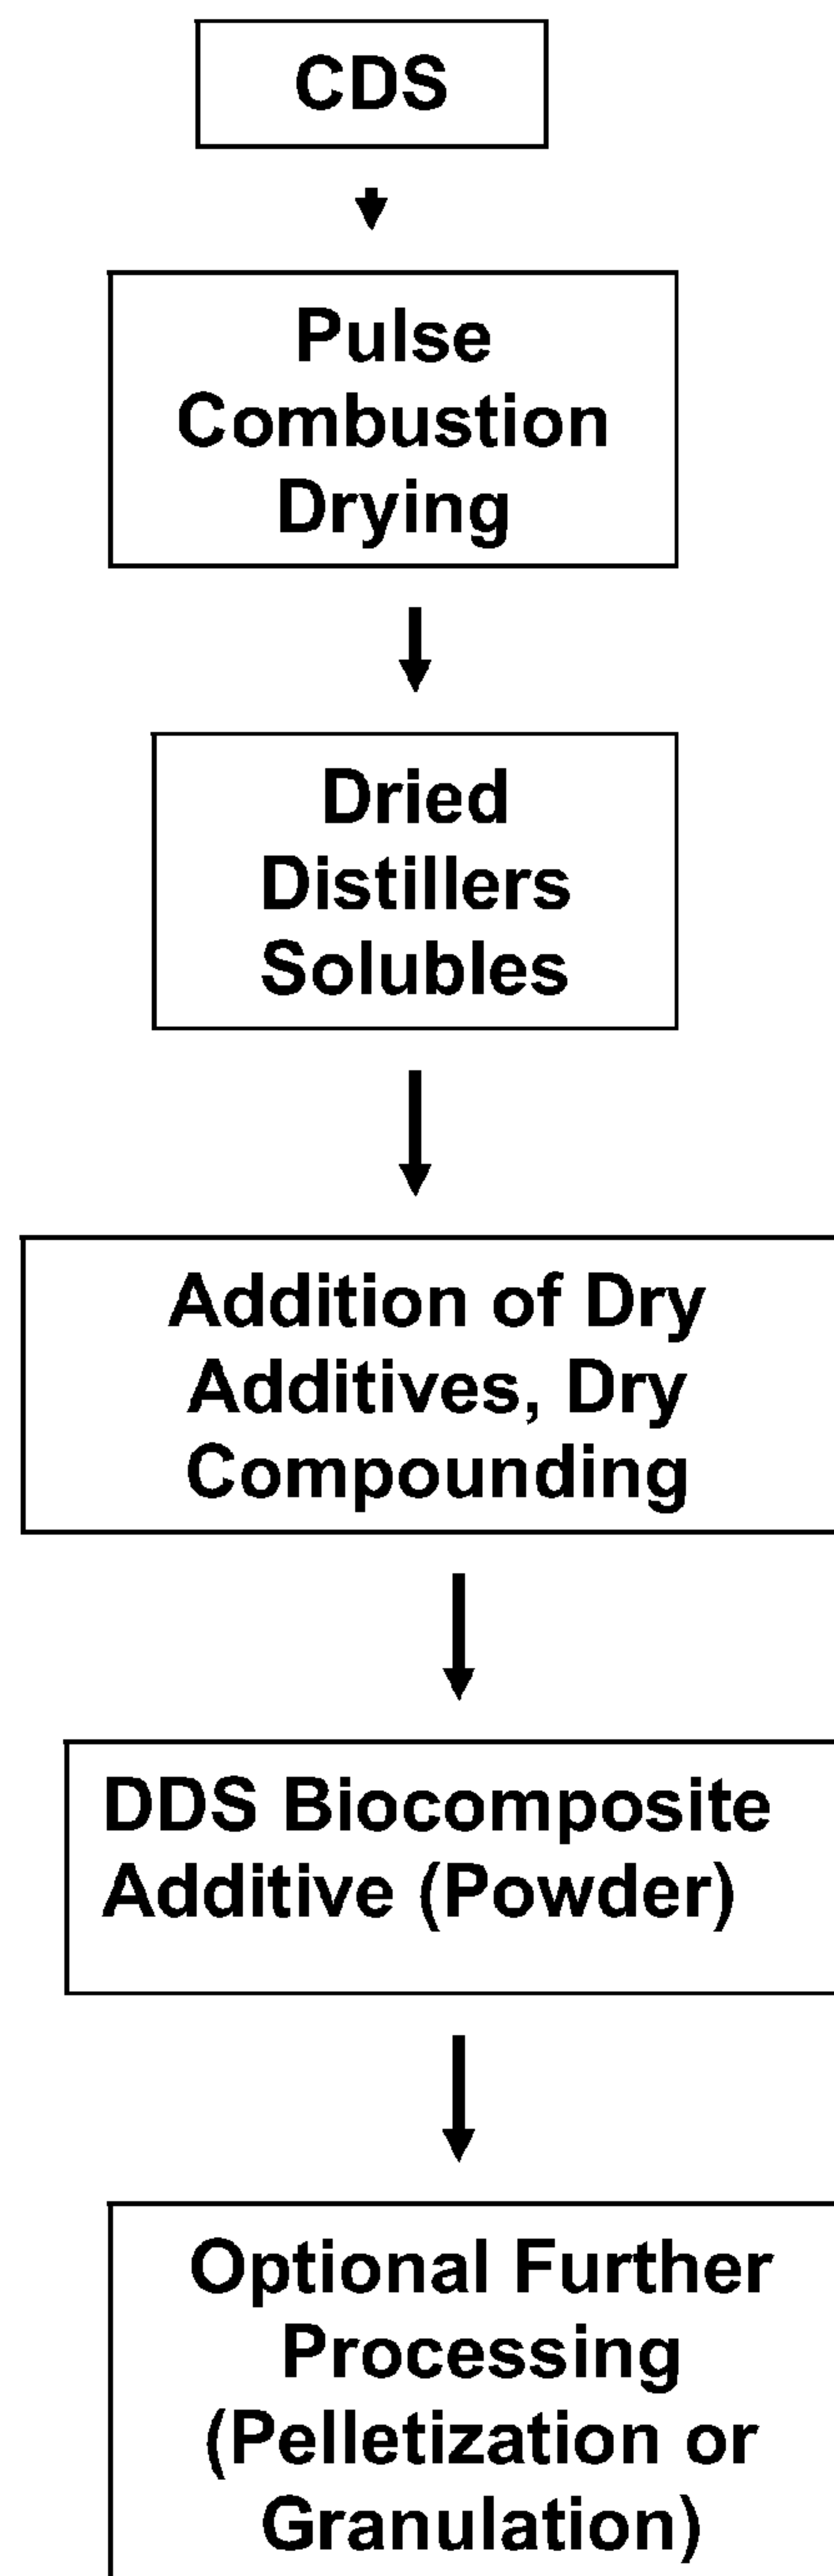 CDS
Pulse
Combustion
Drying
Dried
Distillers
Solubles
Addition of Dry
Additives, Dry
Compounding
DDS Biocomposite
Additive (Powder)
Optional Further
Processing
(Pelletization or
Granulation)